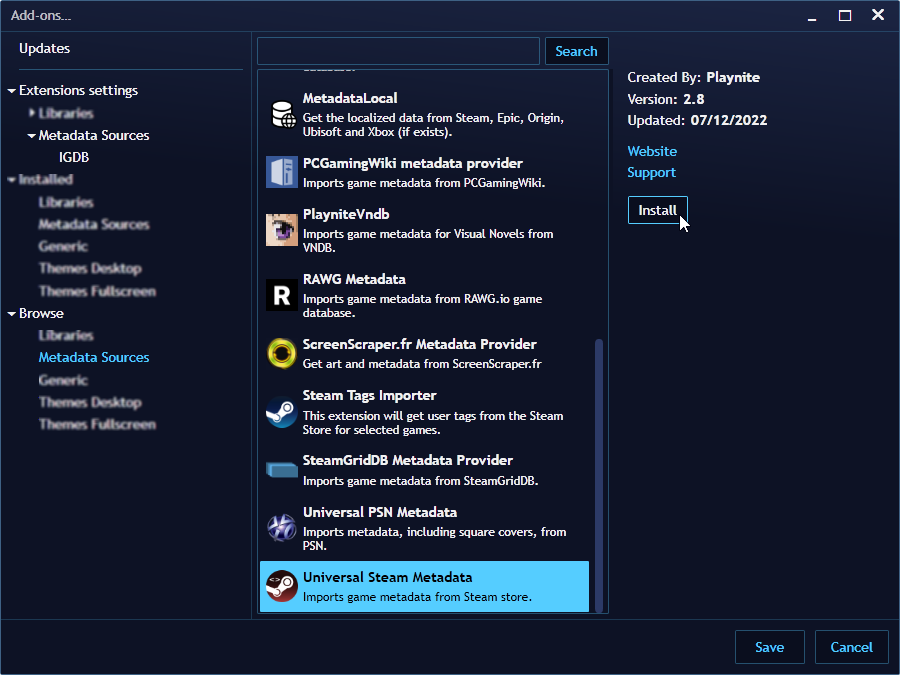 Add-ons...
Updates
Extensions settings
Libraries
Metadata Sources
IGDB
Installed
Libraries
Metadata Sources
Generic
Themes Desktop
Themes Fullscreen
Browse
Libraries
Metadata Sources
Generic
Themes Desktop
Themes Fullscreen
Search
MetadataLocal
Get the localized data from Steam, Epic, Origin,
Ubisoft and Xbox (if exists).
PCGamingWiki metadata provider
Imports game metadata from PCGamingWiki.
PlayniteVndb
Imports game metadata for Visual Novels from
VNDB.
RAWG Metadata
R
Imports game metadata from RAWG.io game
database.
ScreenScraper.fr Metadata Provider
Get art and metadata from ScreenScraper.fr
Steam Tags Importer
This extension will get user tags from the Steam
Store for selected games.
SteamGridDB Metadata Provider
Imports game metadata from SteamGridDB.
Universal PSN Metadata
Imports metadata, including square covers, from
PSN.
Universal Steam Metadata
Imports game metadata from Steam store.
Created By: Playnite
Version: 2.8
Updated: 07/12/2022
Website
Support
Install
Save
Cancel